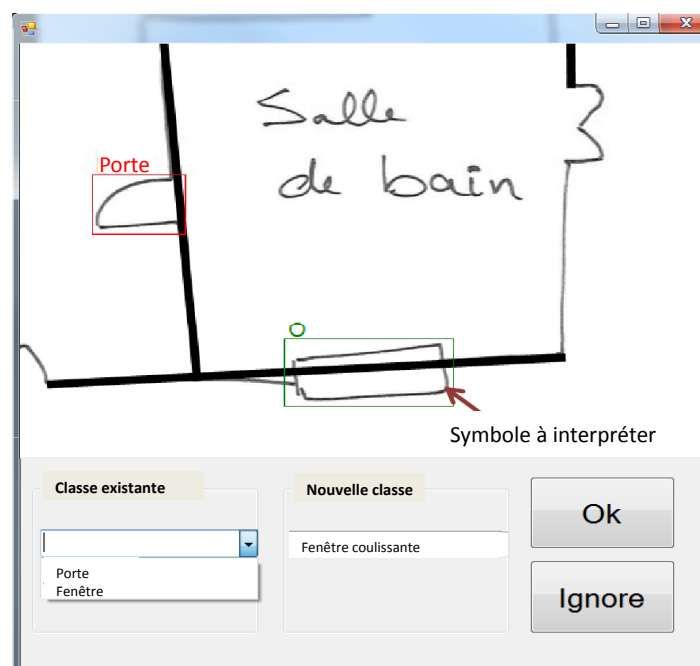 Salle
de bain
Porte
O
Symbole à interpréter
Classe existante
Nouvelle classe
Porte
Fenêtre
Fenêtre coulissante
Ok
Ignore